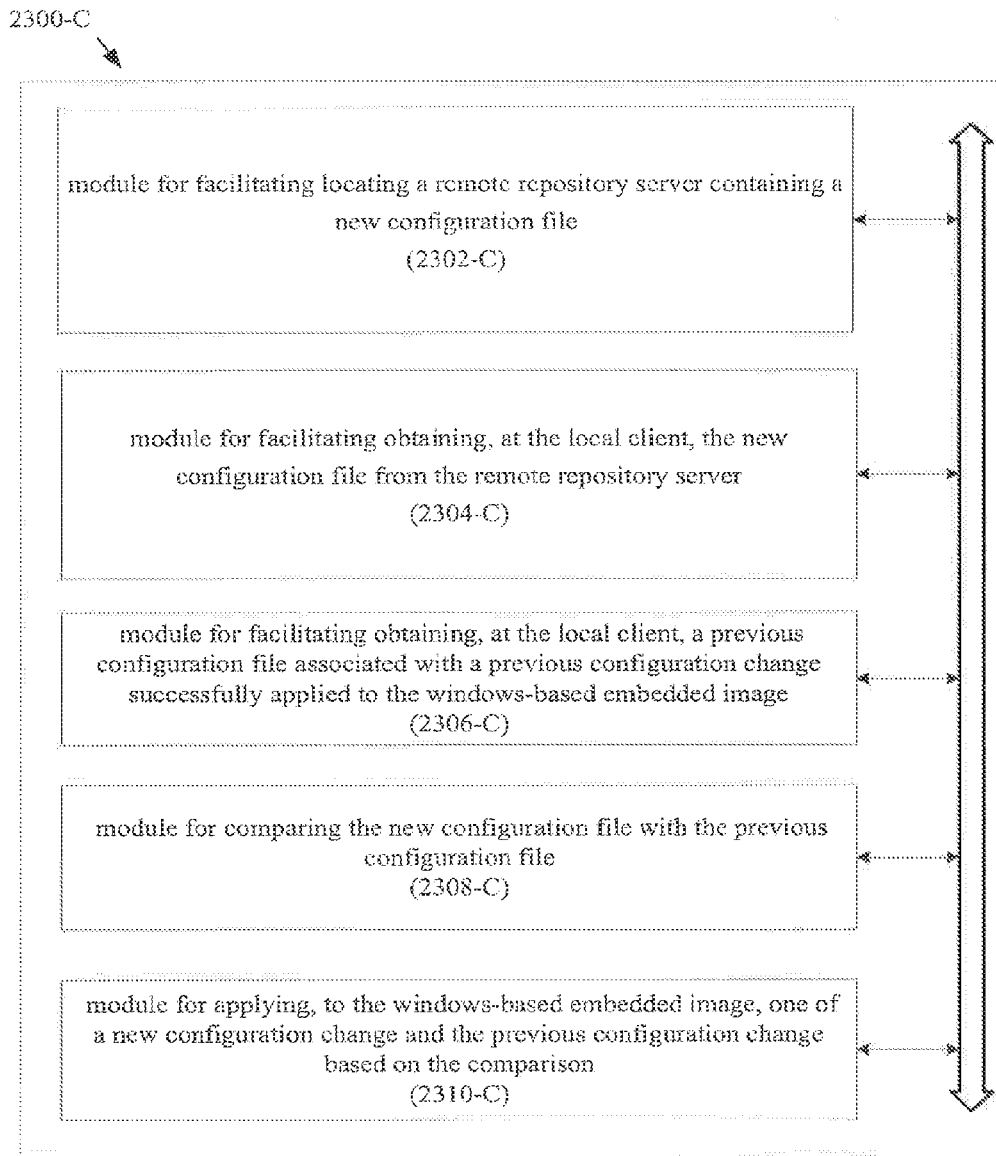 2300-C
module for facilitating locating a remote repository server containing a
new configuration file
(2302-C)
module for facilitating obtaining, at the local client, the new
configuration file from the remote repository server
(2304-C)
module for facilitating obtaining, at the local client, a previous
configuration file associated with a previous configuration change
successfully applied to the windows-based embedded image
(2306-C)
module for comparing the new configuration file with the previous
configuration file
(2308-C)
module for applying, to the windows-based embedded image, one of
a new configuration change and the previous configuration change
based on the comparison
(2310-C)